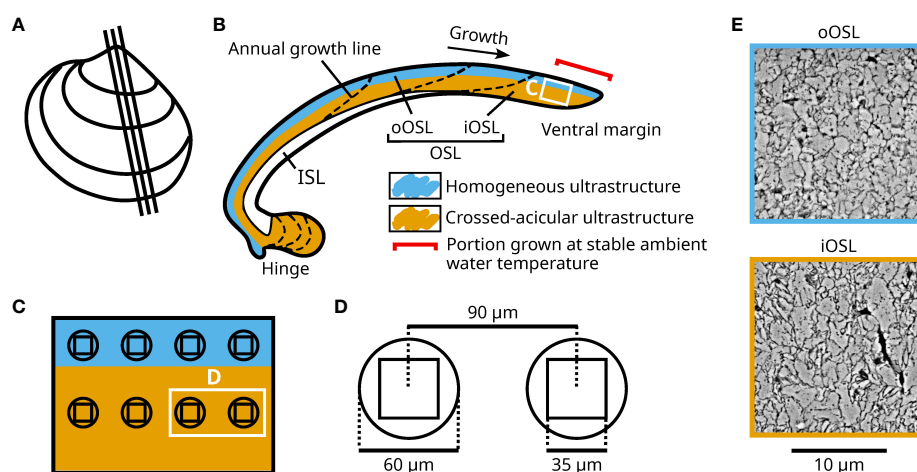 A
B
Growth
Annual growth line
C
oOSL
iOSL
OSL
Ventral margin
ISL
Homogeneous ultrastructure
Crossed-acicular ultrastructure
Portion grown at stable ambient
water temperature
Hinge
C
D
D
90 µm
60 µm
35 µm
E
oOSL
iOSL
10 µm